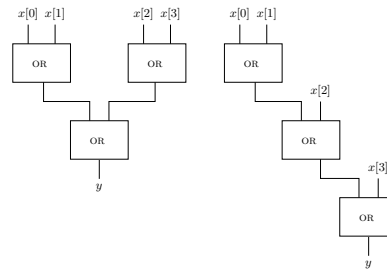 x[0] x[1] x[2] x[3] x[0] x[1]
OR OR OR
x[2]
OR OR
x[3]
y
OR
y